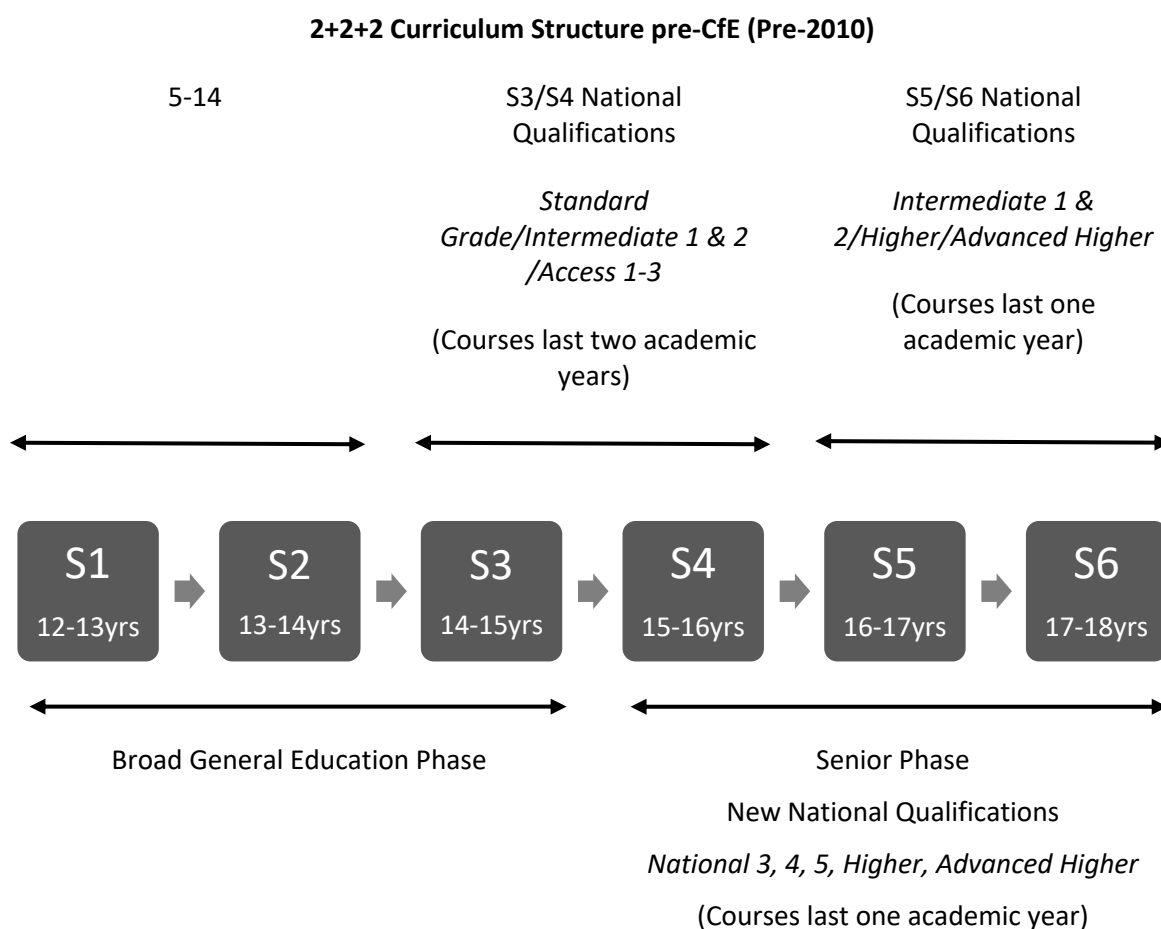 2+2+2 Curriculum Structure pre-CfE (Pre-2010)
5-14
S3/S4 National
Qualifications
Standard
Grade/Intermediate 1 & 2
/Access 1-3
(Courses last two academic
years)
S5/S6 National
Qualifications
Intermediate 1 &
2/Higher/Advanced Higher
(Courses last one
academic year)
S1
12-13yrs
S2
13-14yrs
S3
14-15yrs
S4
15-16yrs
S5
16-17yrs
S6
17-18yrs
Broad General Education Phase
Senior Phase
New National Qualifications
National 3, 4, 5, Higher, Advanced Higher
(Courses last one academic year)